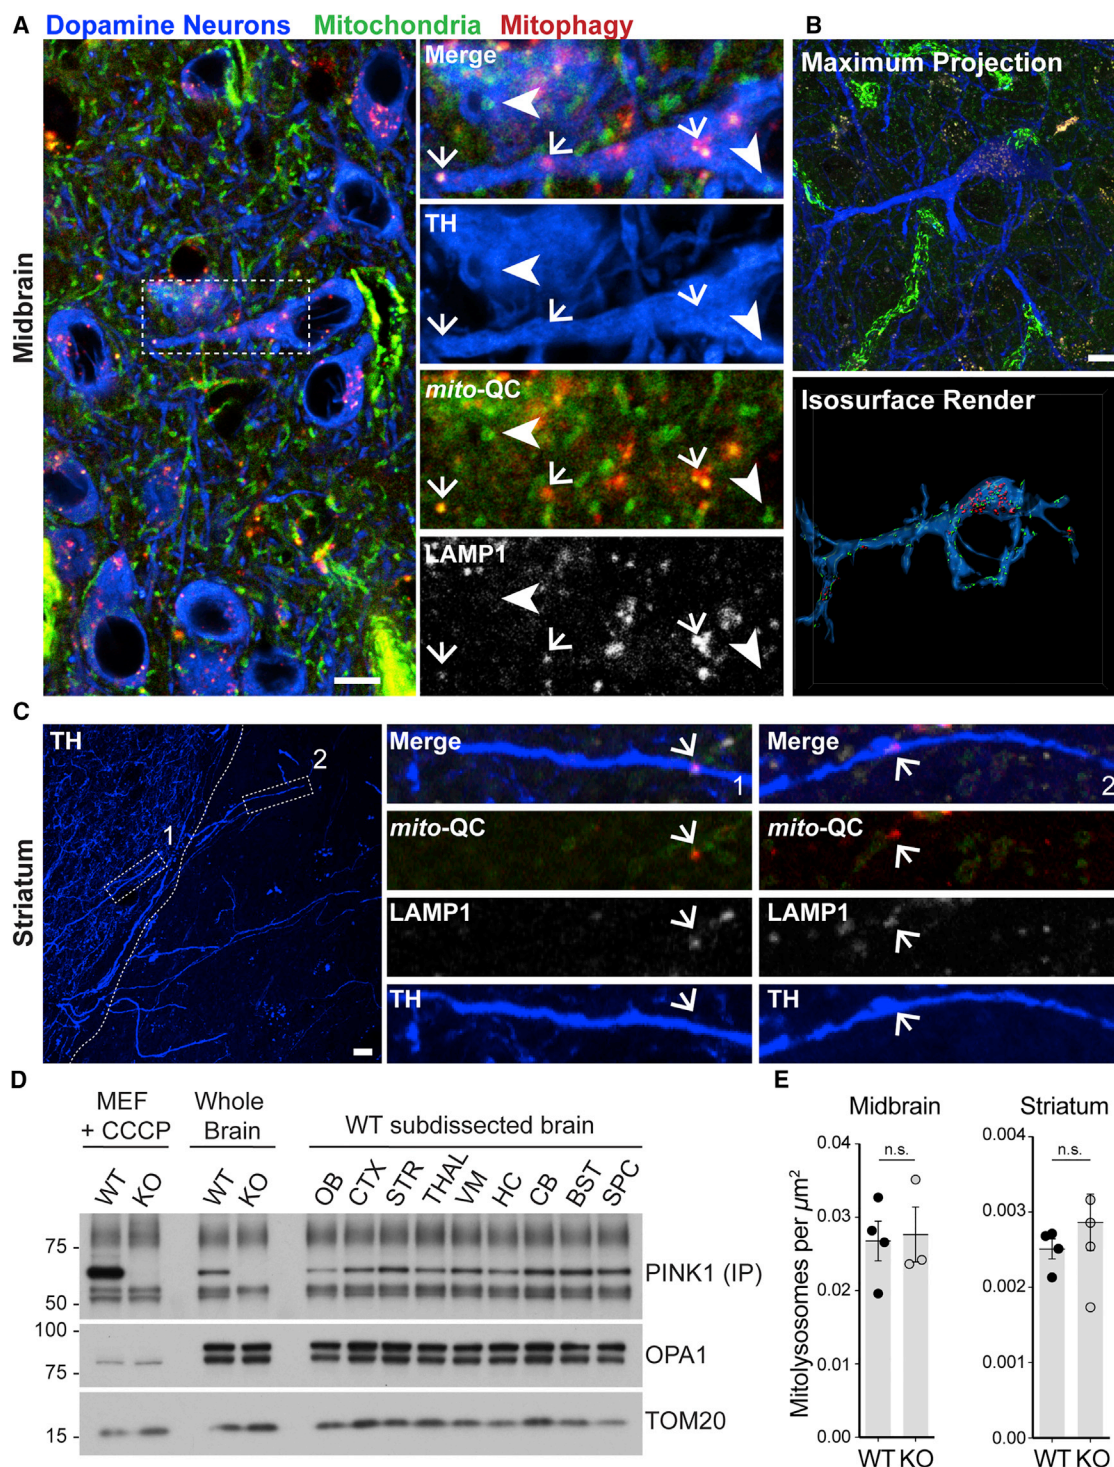 A Dopamine Neurons Mitochondria Mitophagy
Midbrain
Merge
TH
mito-QC
LAMP1
B
Maximum Projection
Isosurface Render
C
Striatum
TH
1
2
Merge
1
mito-QC
LAMP1
TH
Merge
2
mito-QC
LAMP1
TH
D
MEF + CCCP
Whole Brain
WT subdissected brain
WT KO WT KO OB CTX STR THAL VM HC CB BST SPC
75 -
50 -
PINK1 (IP)
100 -
75 -
OPA1
15 -
TOM20
E
Midbrain
Mitolysosomes per µm²
0.04
0.03
0.02
0.01
0.00
n.s.
WT KO
Striatum
0.004
0.003
0.002
0.001
0.00
n.s.
WT KO